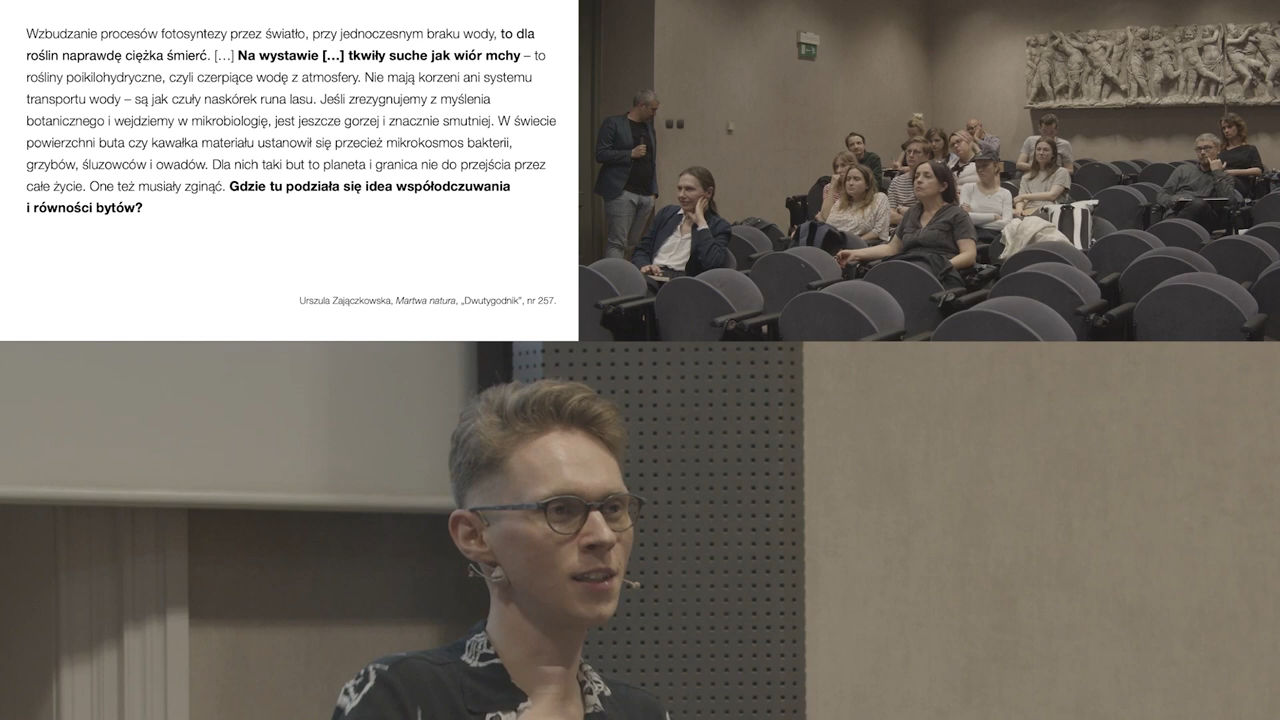 Wzbudzanie procesów fotosyntezy przez światło, przy jednoczesnym braku wody, to dla
roślin naprawdę ciężka śmierć. […] Na wystawie […] tkwiły suche jak wiór mchy – to
rośliny poikilohydryczne, czyli czerpiące wodę z atmosfery. Nie mają korzeni ani systemu
transportu wody – są jak czuły naskórek runa lasu. Jeśli zrezygnujemy z myślenia
botanicznego i wejdziemy w mikrobiologię, jest jeszcze gorzej i znacznie smutniej. W świecie
powierzchni buta czy kawałka materiału ustanowił się przecież mikrokosmos bakterii,
grzybów, śluzowców i owadów. Dla nich taki but to planeta i granica nie do przejścia przez
całe życie. One też musiały zginąć. Gdzie tu podziała się idea współodczuwania
i równości bytów?
Urszula Zajączkowska, Martwa natura, „Dwutygodnik”, nr 257.